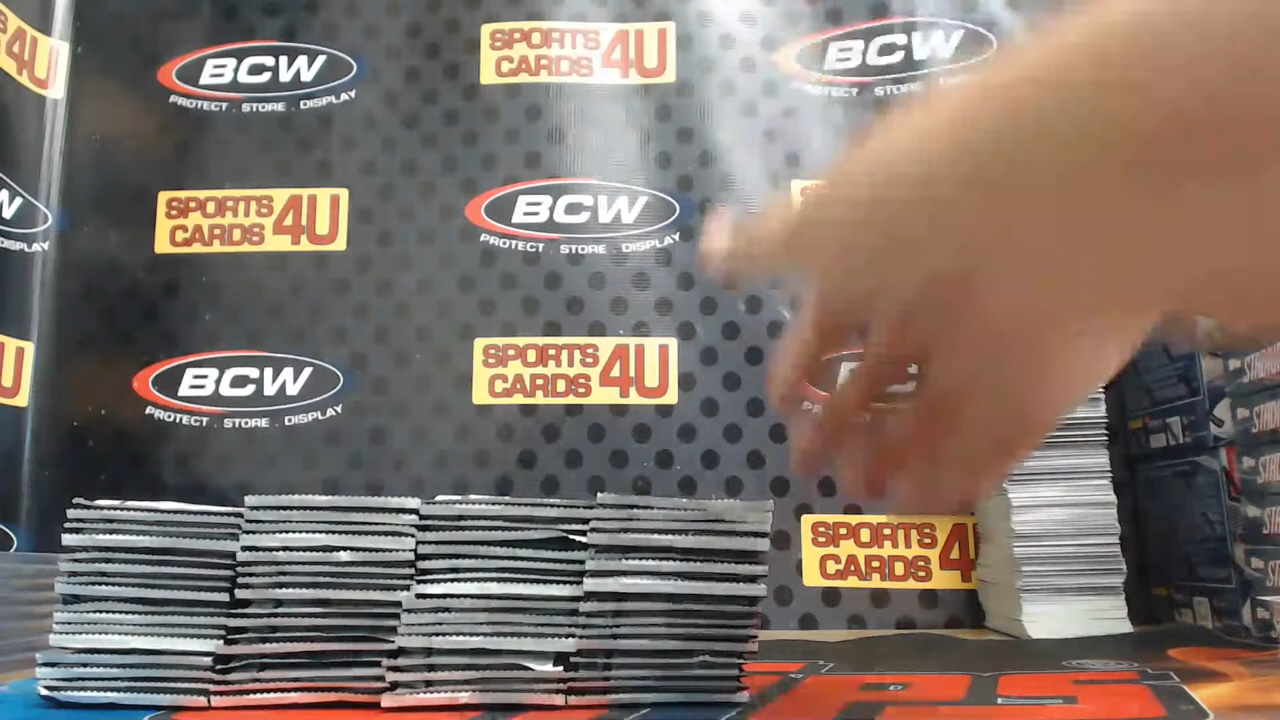 4U
BCW
PROTECT . STORE . DISPLAY
SPORTS
CARDS 4U
BCW
PROTECT . STORE . DISPLAY
DISPLAY
SPORTS
CARDS 4U
BCW
PROTECT . STORE . DISPLAY
BCW
PROTECT . STORE . DISPLAY
SPORTS
CARDS 4U
SPORTS
CARDS 4